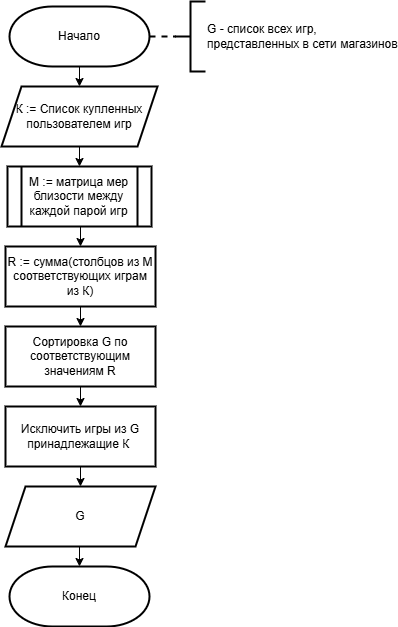 Начало
G - список всех игр,
представленных в сети магазинов
К := Список купленных
пользователем игр
М := матрица мер
близости между
каждой парой игр
R := сумма(столбцов из М
соответствующих играм
из К)
Сортировка G по
соответствующим
значениям R
Исключить игры из G
принадлежащие К
G
Конец